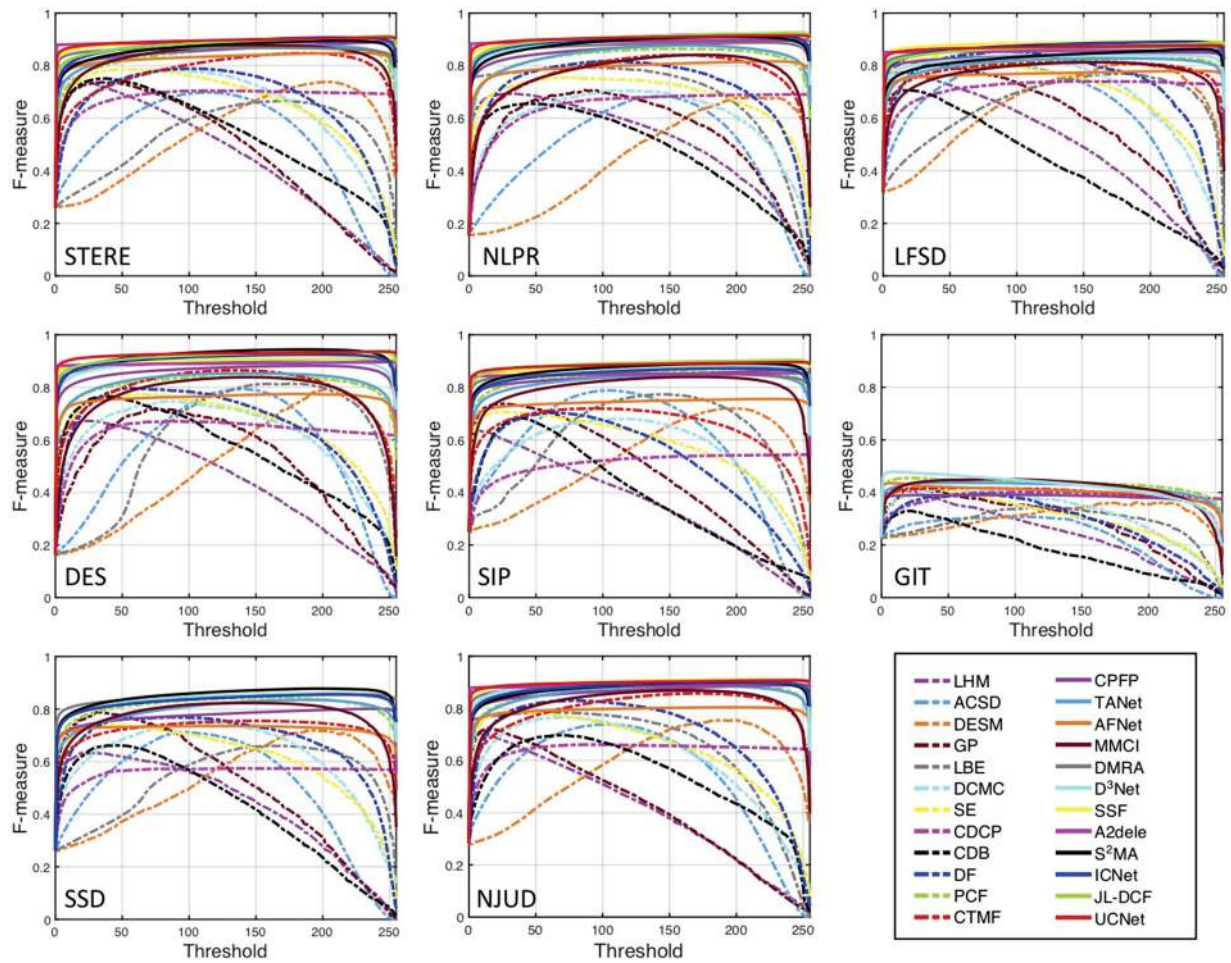 1
0.8
0.6
0.4
0.2
0
F-measure
STERE
0 50 100 150 200 250
Threshold
1
0.8
0.6
0.4
0.2
0
F-measure
NLPR
0 50 100 150 200 250
Threshold
1
0.8
0.6
0.4
0.2
0
F-measure
LFSD
0 50 100 150 200 250
Threshold
1
0.8
0.6
0.4
0.2
0
F-measure
DES
0 50 100 150 200 250
Threshold
1
0.8
0.6
0.4
0.2
0
F-measure
SIP
0 50 100 150 200 250
Threshold
1
0.8
0.6
0.4
0.2
0
F-measure
GIT
0 50 100 150 200 250
Threshold
1
0.8
0.6
0.4
0.2
0
F-measure
SSD
0 50 100 150 200 250
Threshold
1
0.8
0.6
0.4
0.2
0
F-measure
NJUD
0 50 100 150 200 250
Threshold
LHM CPFP
ACSD TANet
DESM AFNet
GP MMCI
LBE DMRA
DCMC D³Net
SE SSF
CDCP A2dele
CDB S²MA
DF ICNet
PCF JL-DCF
CTMF UCNet